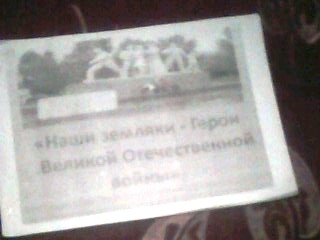 «Наши земляки - Герои
Великой Отечественной
войны»